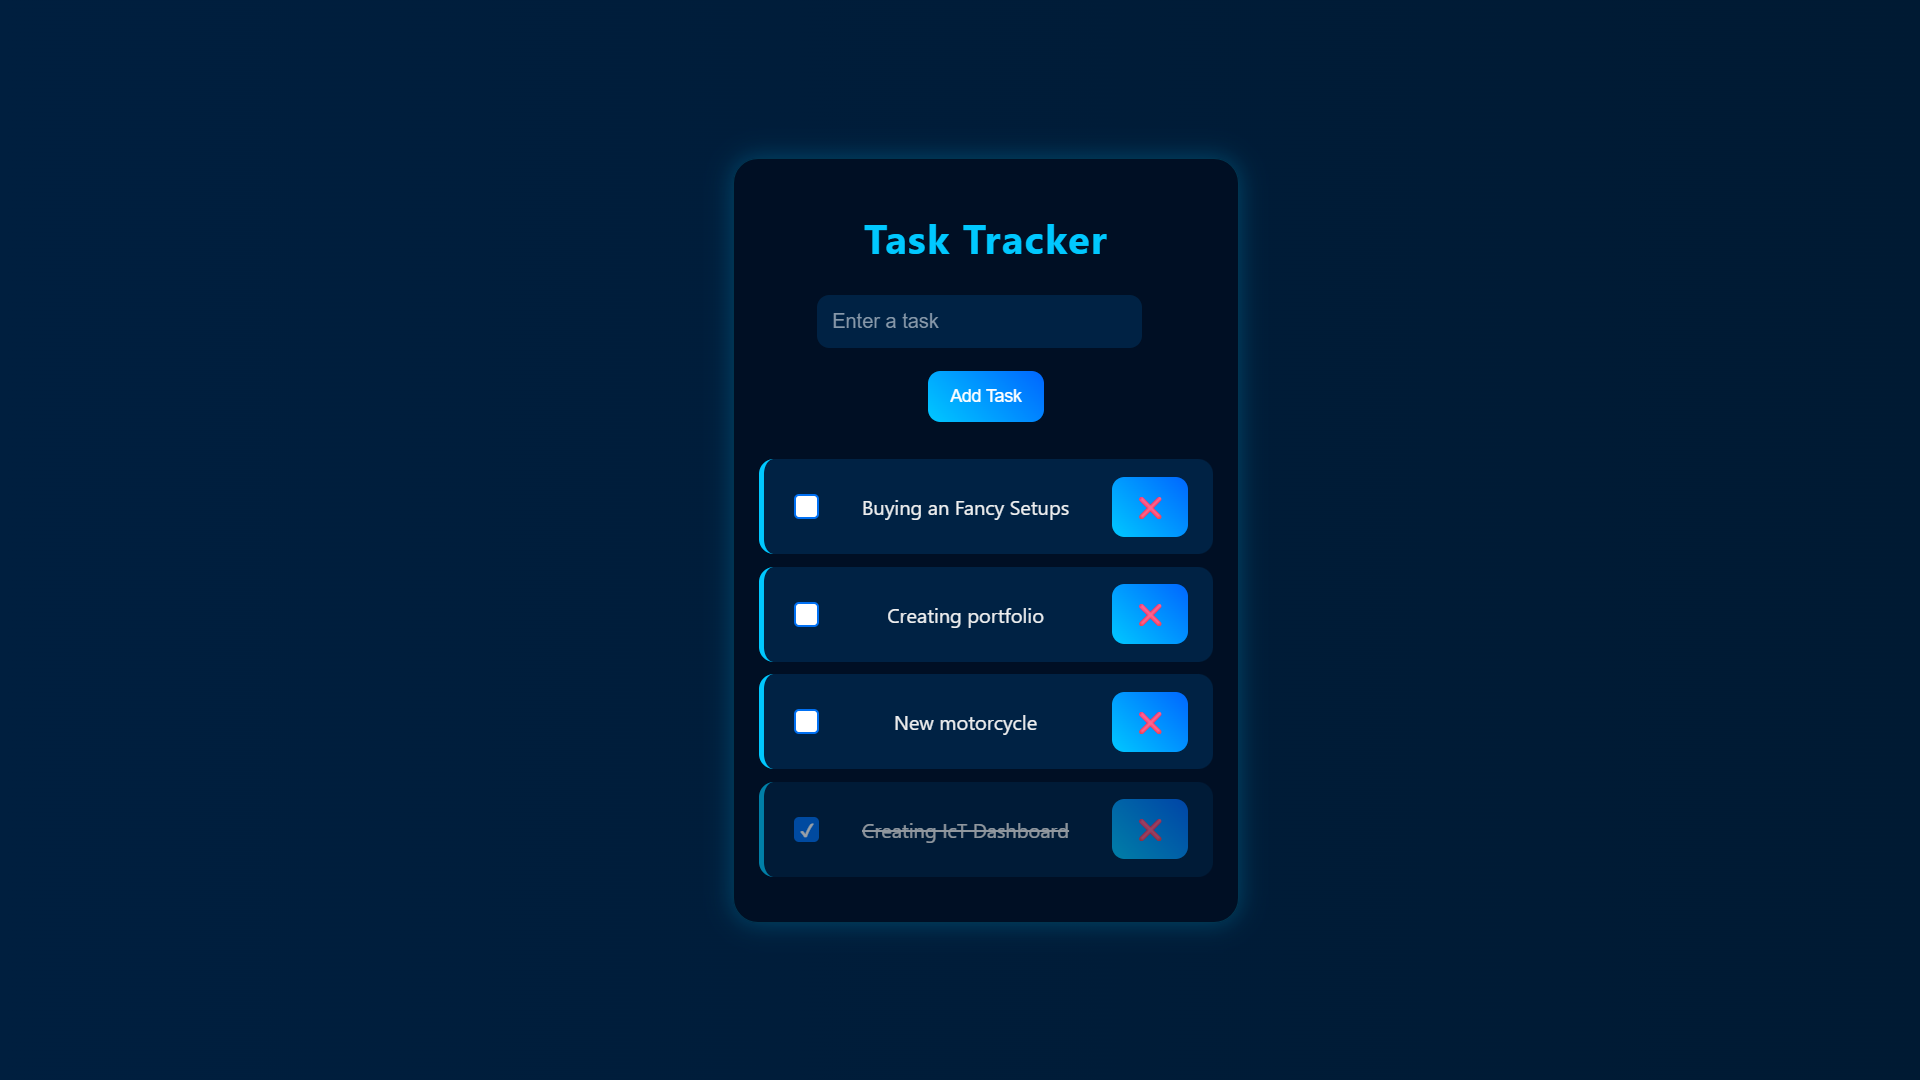 Task Tracker
Enter a task
Add Task
Buying an Fancy Setups
Creating portfolio
New motorcycle
Creating IcT Dashboard